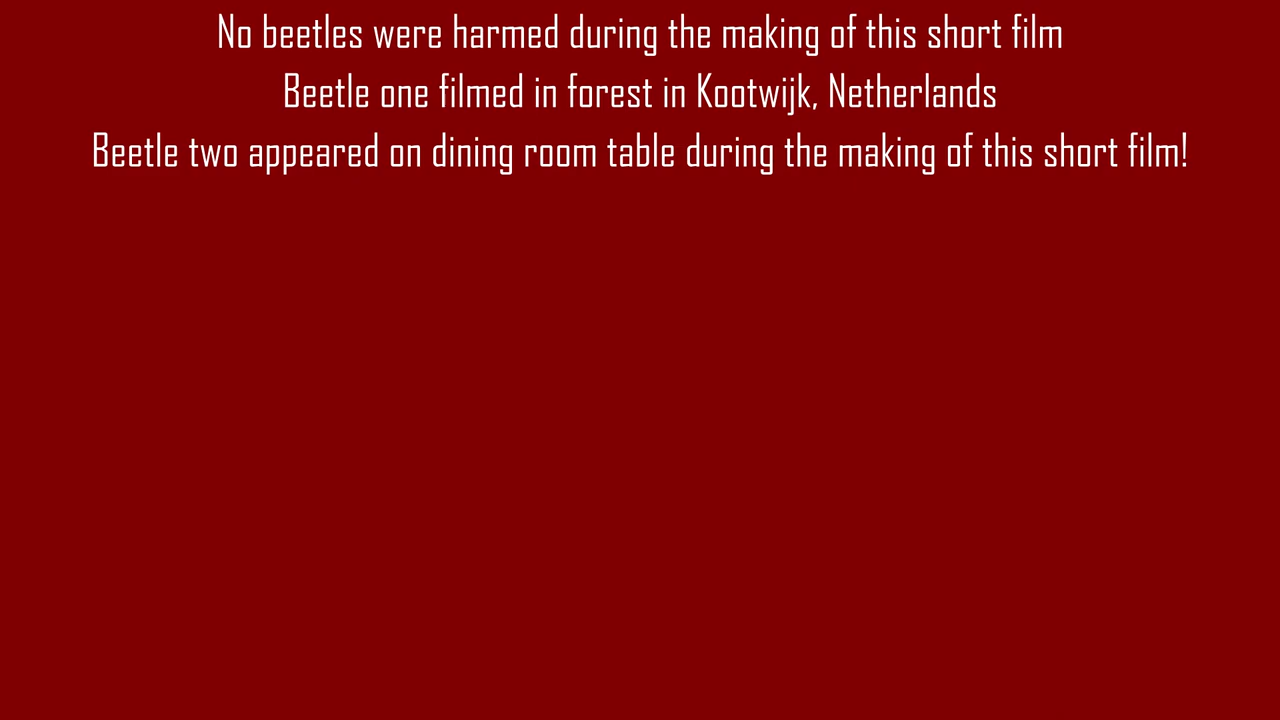 No beetles were harmed during the making of this short film
Beetle one filmed in forest in Kootwijk, Netherlands
Beetle two appeared on dining room table during the making of this short film!